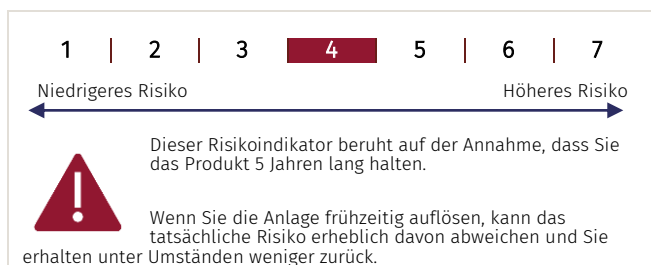 1 | 2 | 3 | 4 | 5 | 6 | 7
Niedrigeres Risiko Höheres Risiko
Dieser Risikoindikator beruht auf der Annahme, dass Sie
das Produkt 5 Jahren lang halten.
Wenn Sie die Anlage frühzeitig auflösen, kann das
tatsächliche Risiko erheblich davon abweichen und Sie
erhalten unter Umständen weniger zurück.